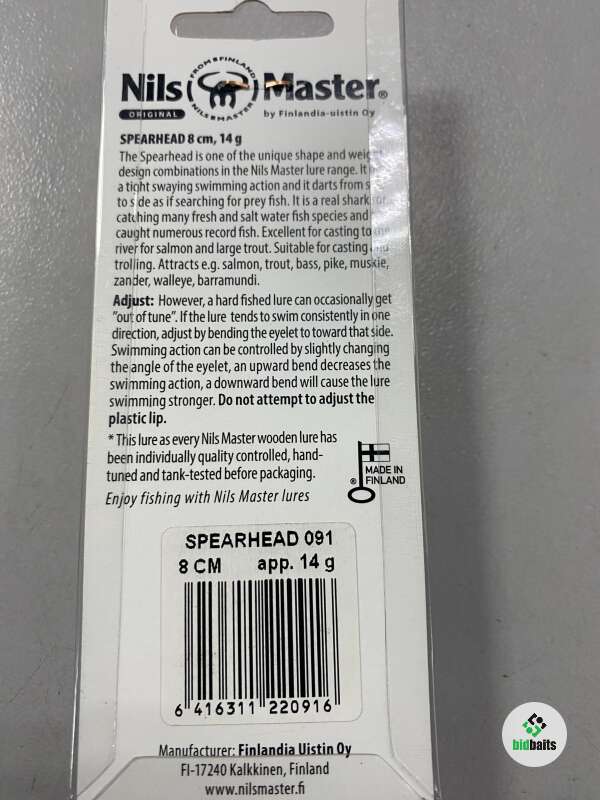 Nils Master®
FROM FINLAND
NILS MASTER
ORIGINAL
by Finlandia-uistin Oy
SPEARHEAD 8 cm, 14 g
The Spearhead is one of the unique shape and weight
design combinations in the Nils Master lure range. It
a tight swaying swimming action and it darts from
to side as if searching for prey fish. It is a real shark
catching many fresh and salt water fish species and
caught numerous record fish. Excellent for casting to
river for salmon and large trout. Suitable for casting
trolling. Attracts e.g. salmon, trout, bass, pike, muskie,
zander, walleye, barramundi.
Adjust: However, a hard fished lure can occasionally get
"out of tune". If the lure tends to swim consistently in one
direction, adjust by bending the eyelet to toward that side.
Swimming action can be controlled by slightly changing
the angle of the eyelet, an upward bend decreases the
swimming action, a downward bend will cause the lure
swimming stronger. Do not attempt to adjust the
plastic lip.
* This lure as every Nils Master wooden lure has
been individually quality controlled, hand-
tuned and tank-tested before packaging.
Enjoy fishing with Nils Master lures
®
MADE IN
FINLAND
SPEARHEAD 091
8 CM app. 14 g
6 416311 220916
Manufacturer: Finlandia Uistin Oy
FI-17240 Kalkkinen, Finland
www.nilsmaster.fi
bidbaits